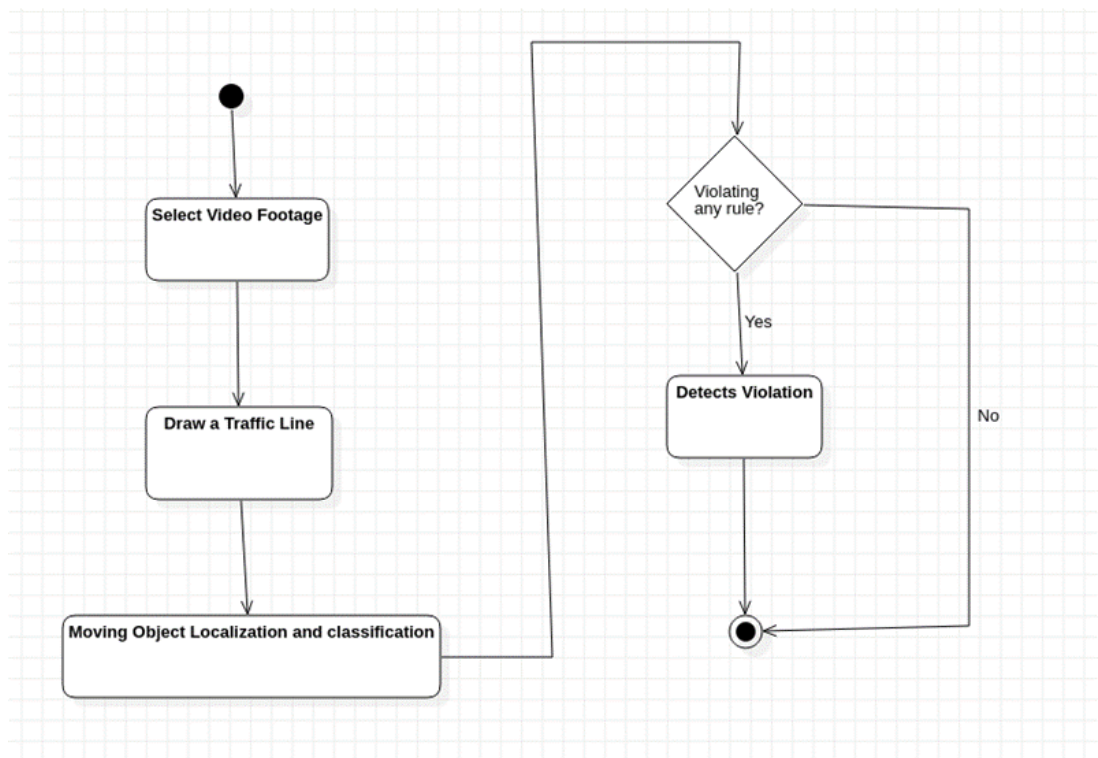 Select Video Footage
Draw a Traffic Line
Moving Object Localization and classification
Violating
any rule?
Yes
Detects Violation
No